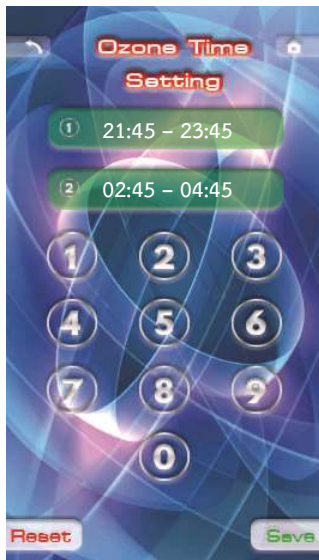 Ozone Time
Setting
1 21:45 – 23:45
2 02:45 – 04:45
1 2 3
4 5 6
7 8 9
0
Reset Save